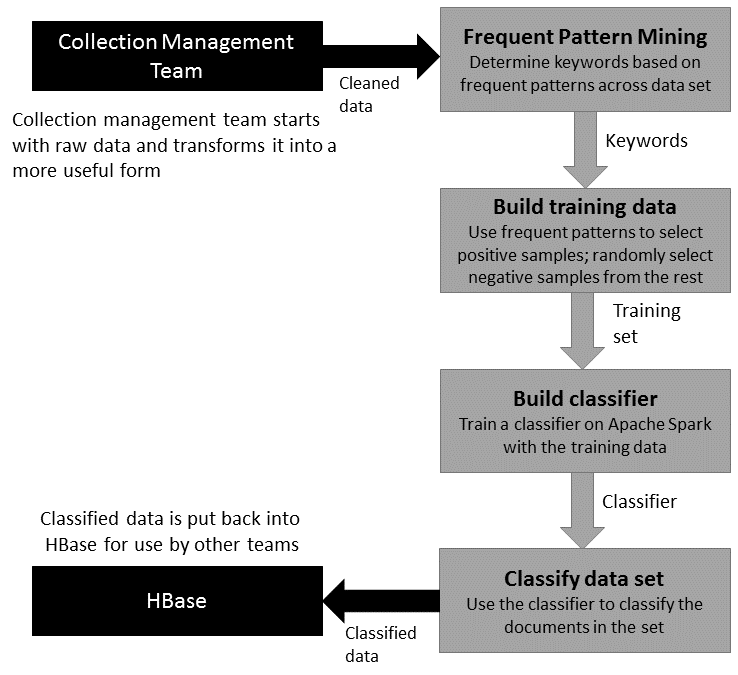 Collection Management
Team
Cleaned
data
Collection management team starts
with raw data and transforms it into a
more useful form
Frequent Pattern Mining
Determine keywords based on
frequent patterns across data set
Keywords
Build training data
Use frequent patterns to select
positive samples; randomly select
negative samples from the rest
Training
set
Build classifier
Train a classifier on Apache Spark
with the training data
Classifier
Classify data set
Use the classifier to classify the
documents in the set
Classified
data
Classified data is put back into
HBase for use by other teams
HBase